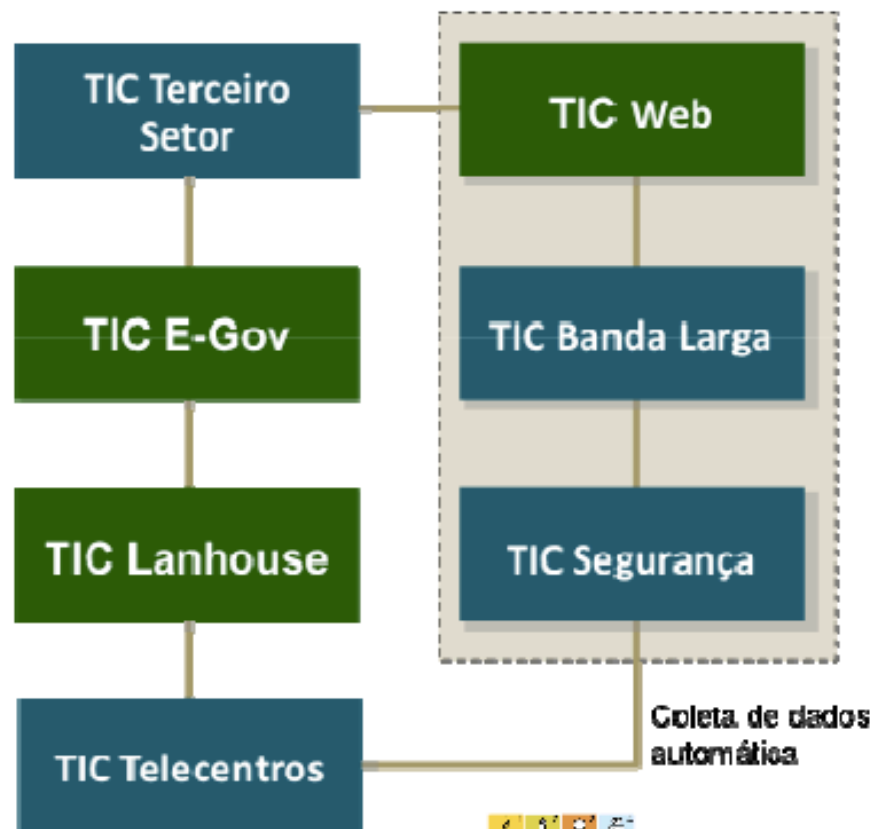 TIC Terceiro
Setor
TIC Web
TIC E-Gov
TIC Banda Larga
TIC Lanhouse
TIC Segurança
TIC Telecentros
Coleta de dados
automática